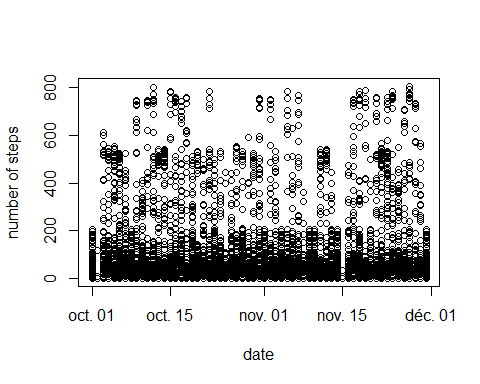 800
600
400
200
0
number of steps
oct. 01 oct. 15 nov. 01 nov. 15 déc. 01
date